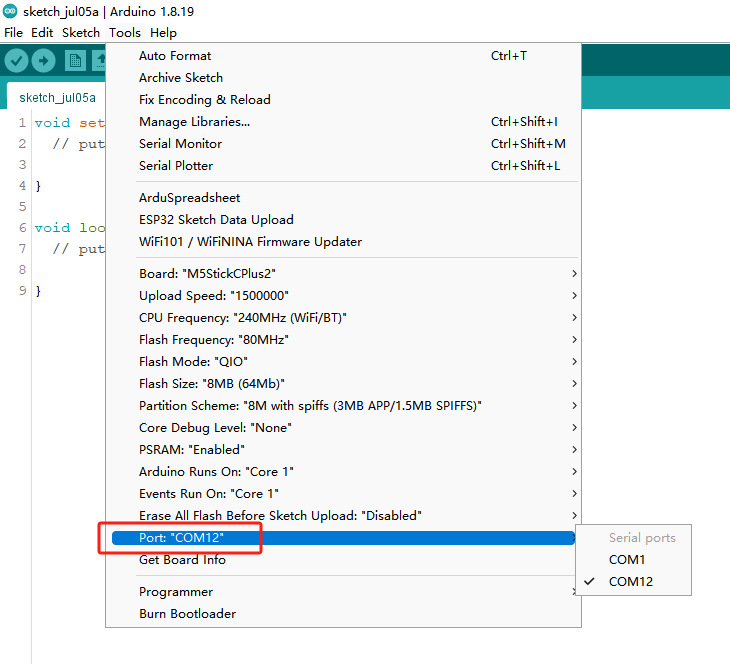 sketch_jul05a | Arduino 1.8.19
File Edit Sketch Tools Help
sketch_jul05a
1 void set
2 // put
3
4 }
5
6 void loo
7 // put
8
9 }
Auto Format Ctrl+T
Archive Sketch
Fix Encoding & Reload
Manage Libraries... Ctrl+Shift+I
Serial Monitor Ctrl+Shift+M
Serial Plotter Ctrl+Shift+L
ArduSpreadsheet
ESP32 Sketch Data Upload
WiFi101 / WiFiNINA Firmware Updater
Board: "M5StickCPlus2"
Upload Speed: "1500000"
CPU Frequency: "240MHz (WiFi/BT)"
Flash Frequency: "80MHz"
Flash Mode: "QIO"
Flash Size: "8MB (64Mb)"
Partition Scheme: "8M with spiffs (3MB APP/1.5MB SPIFFS)"
Core Debug Level: "None"
PSRAM: "Enabled"
Arduino Runs On: "Core 1"
Events Run On: "Core 1"
Erase All Flash Before Sketch Upload: "Disabled"
Port: "COM12"
Get Board Info
Programmer
Burn Bootloader
Serial ports
COM1
COM12